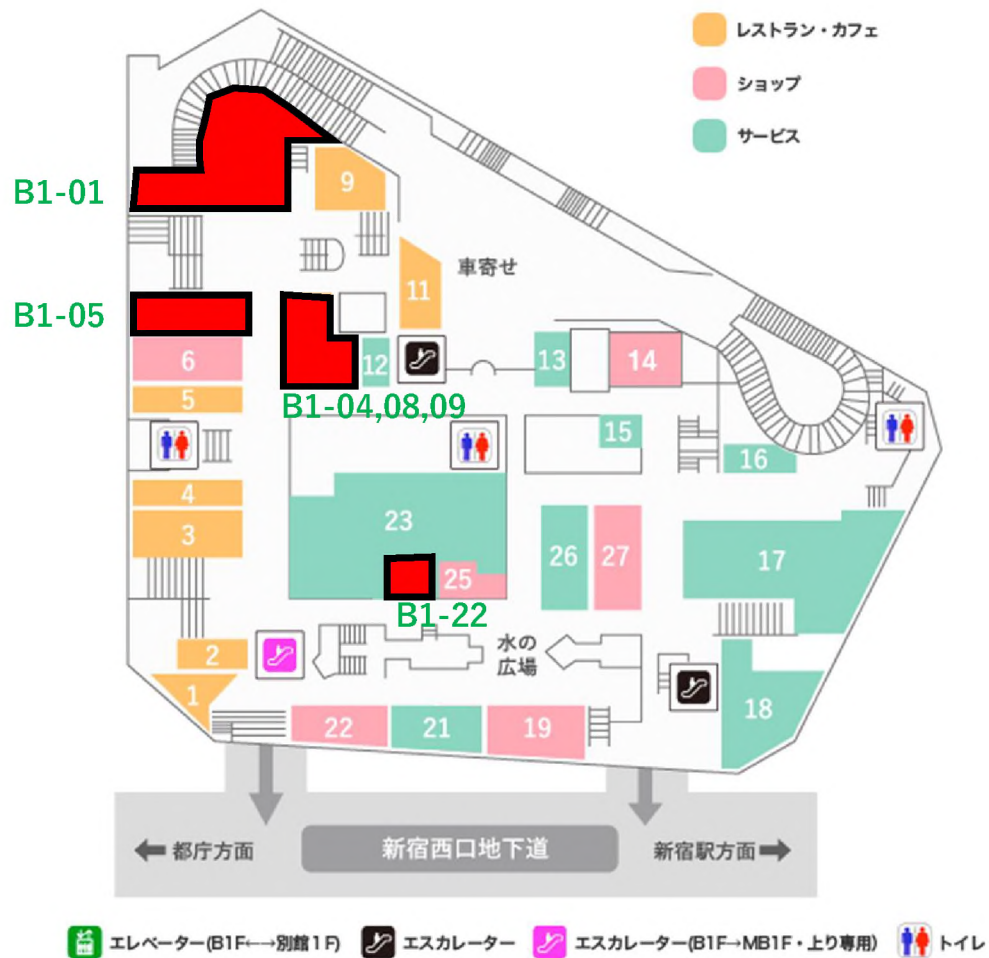 レストラン・カフェ
ショップ
サービス
B1-01
9
車寄せ
11
B1-05
6
12
13
14
5
B1-04,08,09
15
16
4
3
23
26
27
17
25
B1-22
2
水の
広場
1
22
21
19
18
都庁方面
新宿西口地下道
新宿駅方面
エレベーター(B1F←→別館1F)
エスカレーター
エスカレーター(B1F→MB1F・上り専用)
トイレ